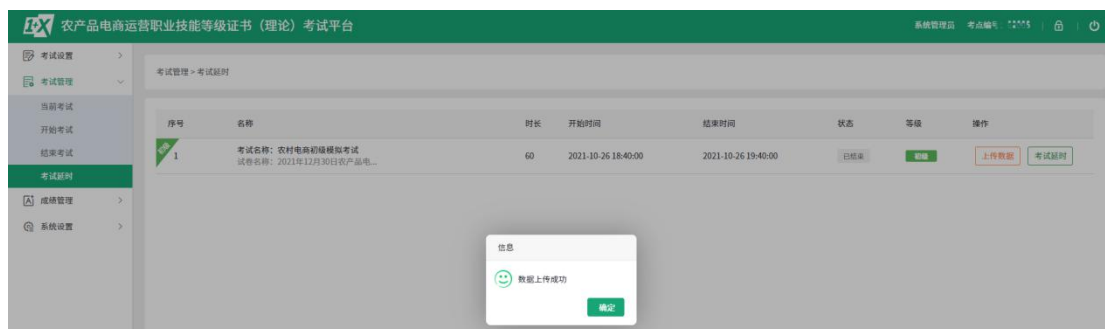 1+X 农产品电商运营职业技能等级证书（理论）考试平台
系统管理员 考点编号:
考试设置
考试管理
当前考试
开始考试
结束考试
考试延时
成绩管理
系统设置
考试管理 > 考试延时
序号 名称 时长 开始时间 结束时间 状态 等级 操作
初级 1 考试名称：农村电商初级模拟考试 60 2021-10-26 18:40:00 2021-10-26 19:40:00 已结束 初级 上传数据 考试延时
试卷名称：2021年12月30日农产品电...
信息
数据上传成功
确定